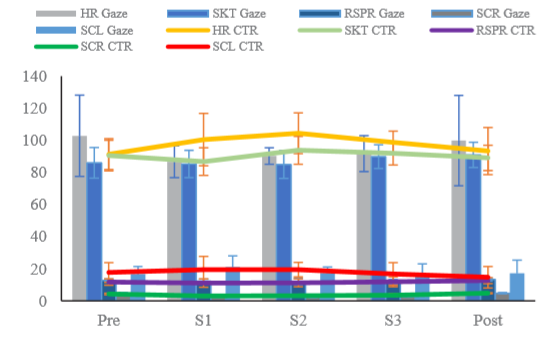 HR Gaze SKT Gaze RSPR Gaze SCR Gaze
SCL Gaze HR CTR SKT CTR RSPR CTR
SCR CTR SCL CTR
140
120
100
80
60
40
20
0
Pre S1 S2 S3 Post